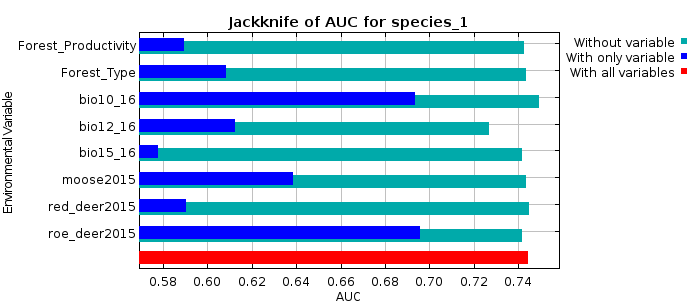 Jackknife of AUC for species_1
Environmental Variable
Forest_Productivity
Forest_Type
bio10_16
bio12_16
bio15_16
moose2015
red_deer2015
roe_deer2015
0.58 0.60 0.62 0.64 0.66 0.68 0.70 0.72 0.74
AUC
Without variable
With only variable
With all variables